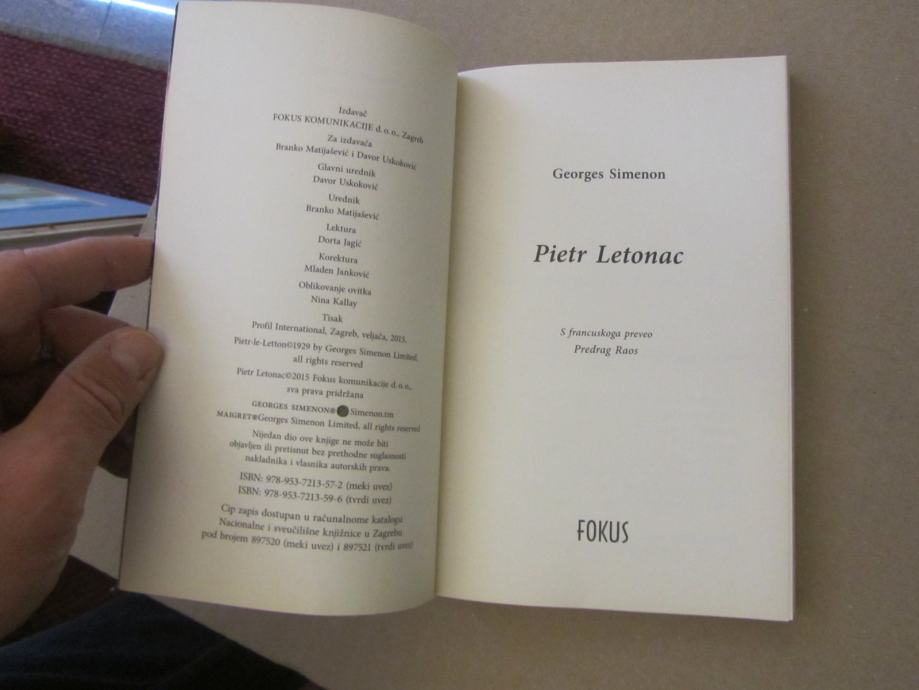 Izdavač
FOKUS KOMUNIKACIJE d. o. o., Zagreb
Za izdavača
Branko Matijašević i Davor Uskoković
Glavni urednik
Davor Uskoković
Urednik
Branko Matijašević
Lektura
Dorta Jagić
Korektura
Mladen Janković
Oblikovanje ovitka
Nina Kallay
Tisak
Profil International, Zagreb, veljača, 2015.
Pietr-le-Letton©1929 by Georges Simenon Limited,
all rights reserved
Pietr Letonac©2015 Fokus komunikacije d. o. o.,
sva prava pridržana
GEORGES SIMENON® Simenon.tm
MAIGRET®Georges Simenon Limited, all rights reserved
Nijedan dio ove knjige ne može biti
objavljen ili pretisnut bez prethodne suglasnosti
nakladnika i vlasnika autorskih prava.
ISBN: 978-953-7213-57-2 (meki uvez)
ISBN: 978-953-7213-59-6 (tvrdi uvez)
Cip zapis dostupan u računalnome katalogu
Nacionalne i sveučilišne knjižnice u Zagrebu
pod brojem 897520 (meki uvez) i 897521 (tvrdi uvez)
Georges Simenon
Pietr Letonac
S francuskoga preveo
Predrag Raos
FOKUS